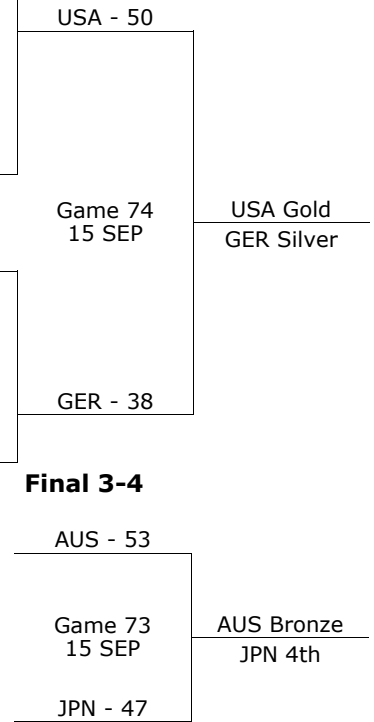 USA - 50
Game 74
15 SEP
USA Gold
GER Silver
GER - 38
Final 3-4
AUS - 53
Game 73
15 SEP
AUS Bronze
JPN 4th
JPN - 47